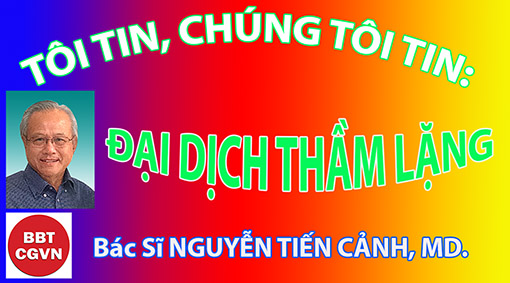 TÔI TIN, CHÚNG TÔI TIN:
ĐẠI DỊCH THẦM LẶNG
BBT
CGVN
Bác Sĩ NGUYỄN TIẾN CẢNH, MD.